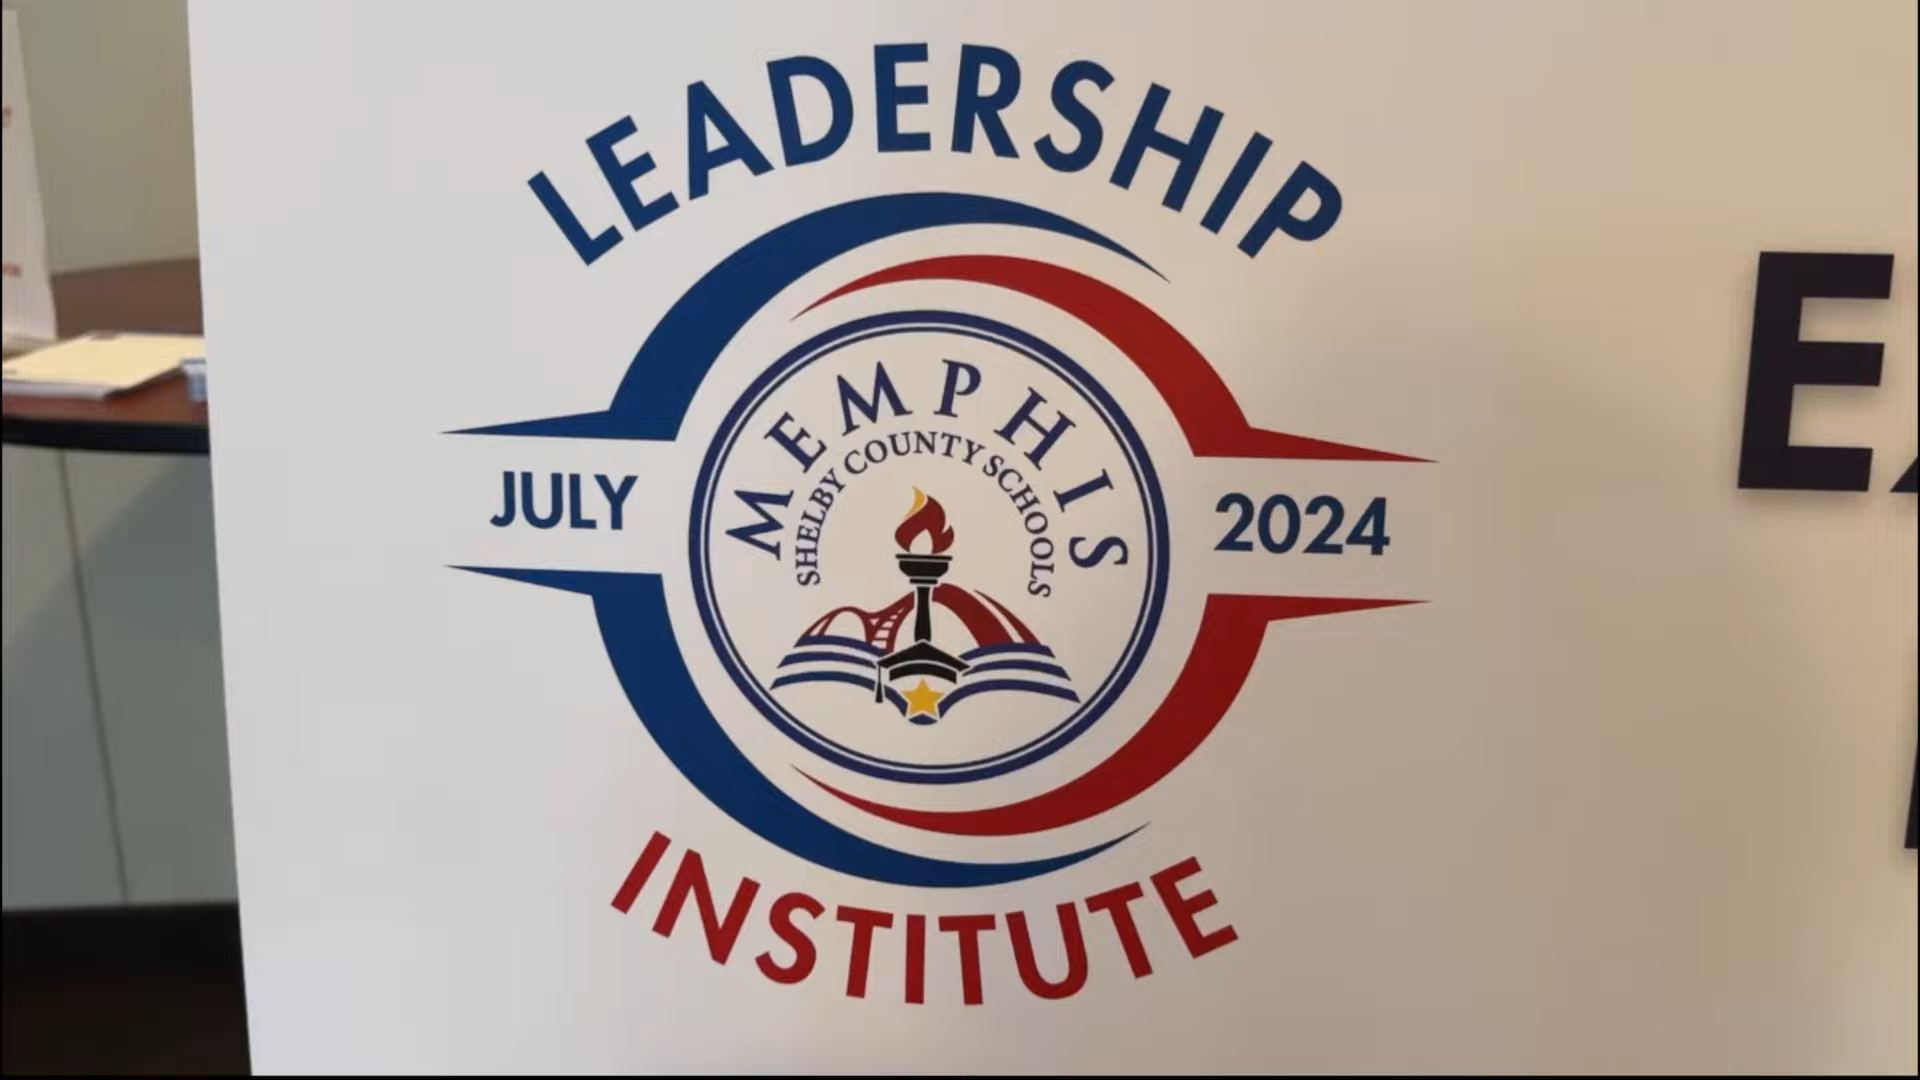 LEADERSHIP
MEMPHIS
SHELBY COUNTY SCHOOLS
JULY
2024
INSTITUTE